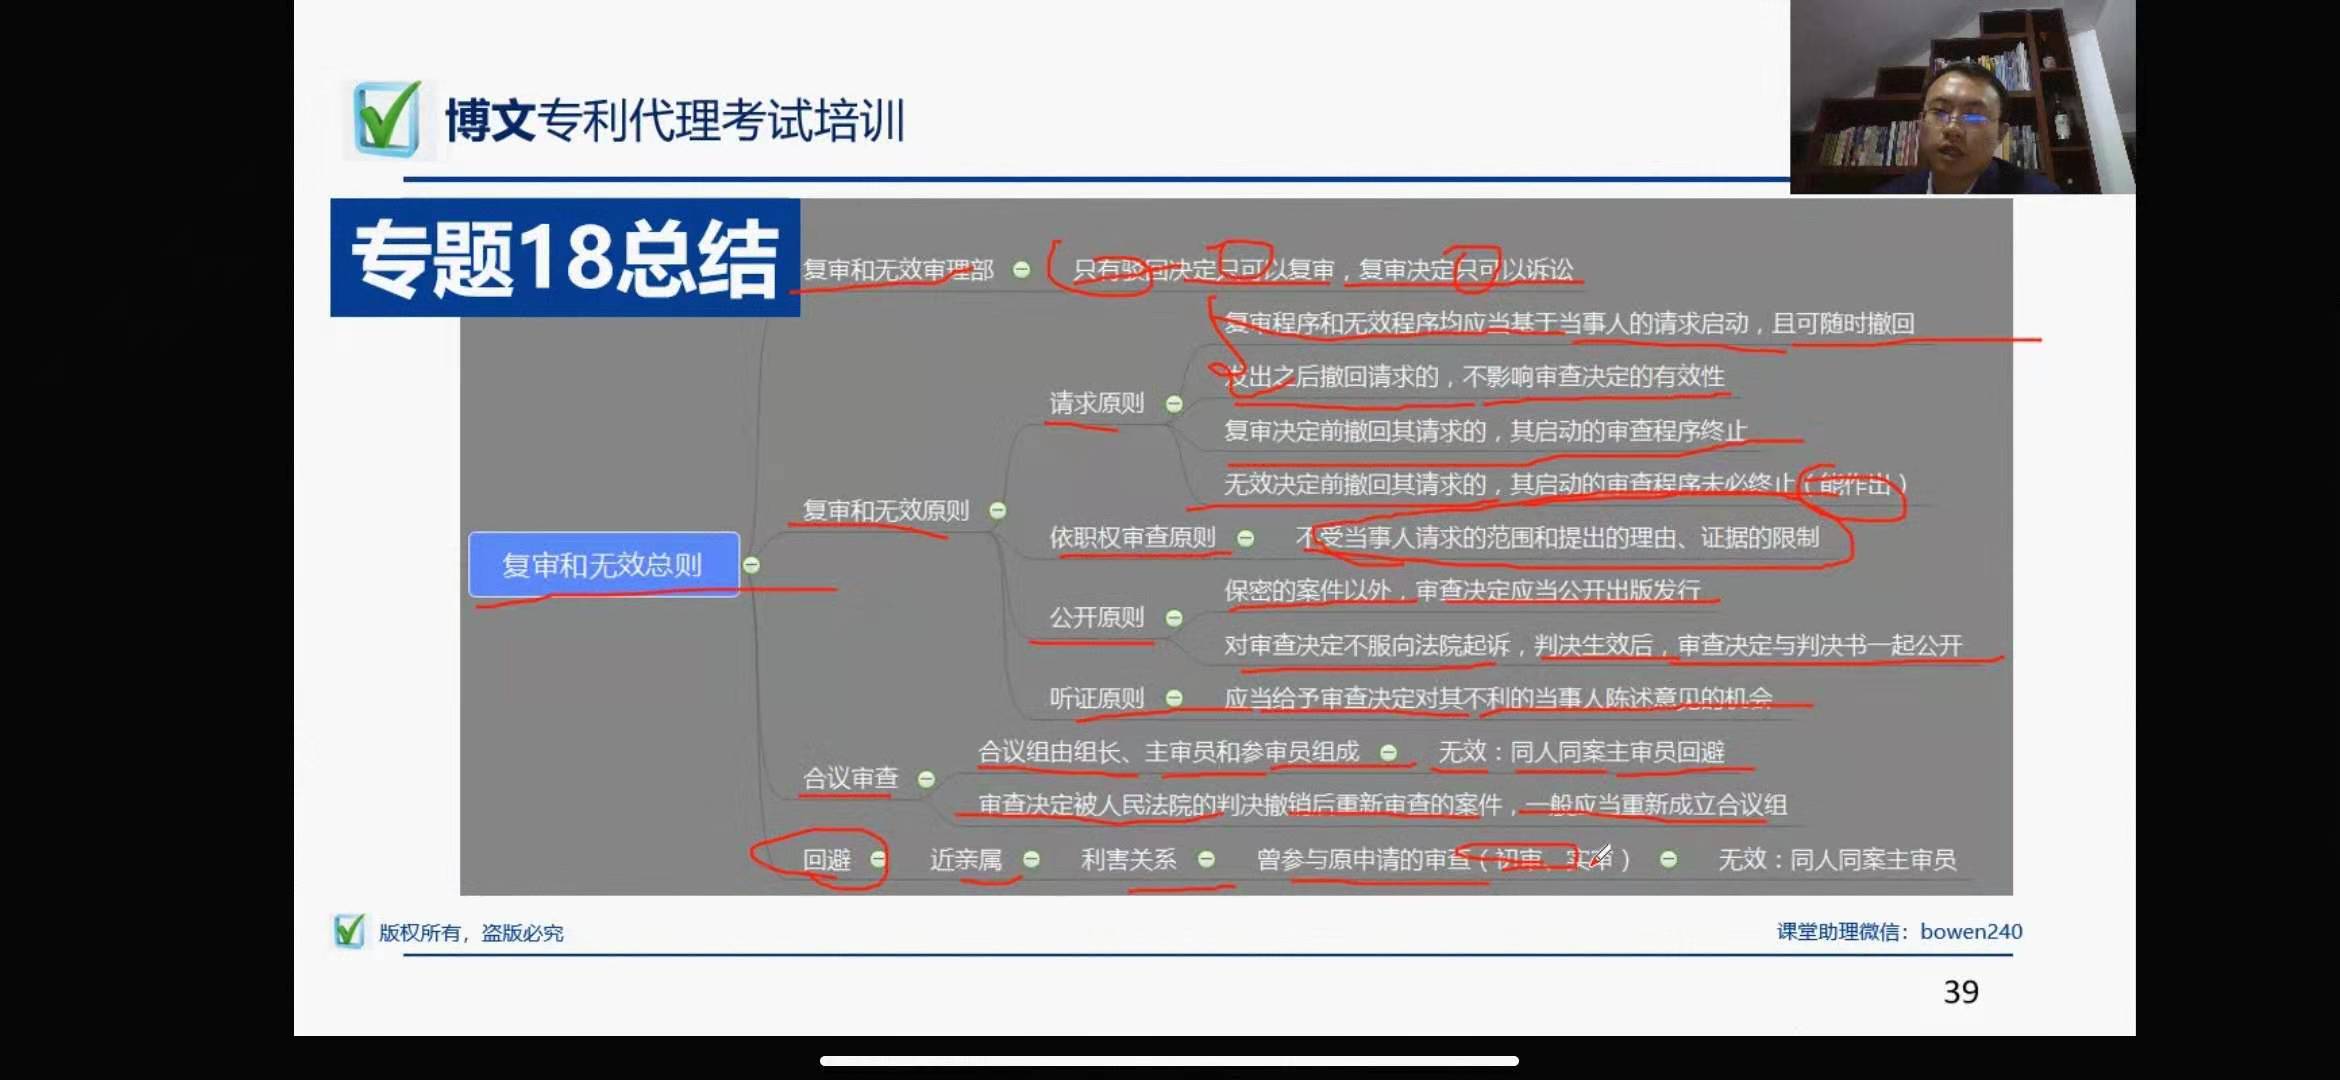 博文专利代理考试培训
专题18总结
复审和无效审理部
只有驳回决定只可以复审，复审决定只可以诉讼
复审程序和无效程序均应当基于当事人的请求启动，且可随时撤回
发出之后撤回请求的，不影响审查决定的有效性
请求原则
复审决定前撤回其请求的，其启动的审查程序终止
无效决定前撤回其请求的，其启动的审查程序未必终止（能作出）
复审和无效原则
依职权审查原则
不受当事人请求的范围和提出的理由、证据的限制
复审和无效总则
保密的案件以外，审查决定应当公开出版发行
公开原则
对审查决定不服向法院起诉，判决生效后，审查决定与判决书一起公开
听证原则
应当给予审查决定对其不利的当事人陈述意见的机会
合议组由组长、主审员和参审员组成
无效：同人同案主审员回避
合议审查
审查决定被人民法院的判决撤销后重新审查的案件，一般应当重新成立合议组
回避
近亲属
利害关系
曾参与原申请的审查（初审、实审）
无效：同人同案主审员
版权所有，盗版必究
课堂助理微信：bowen240
39